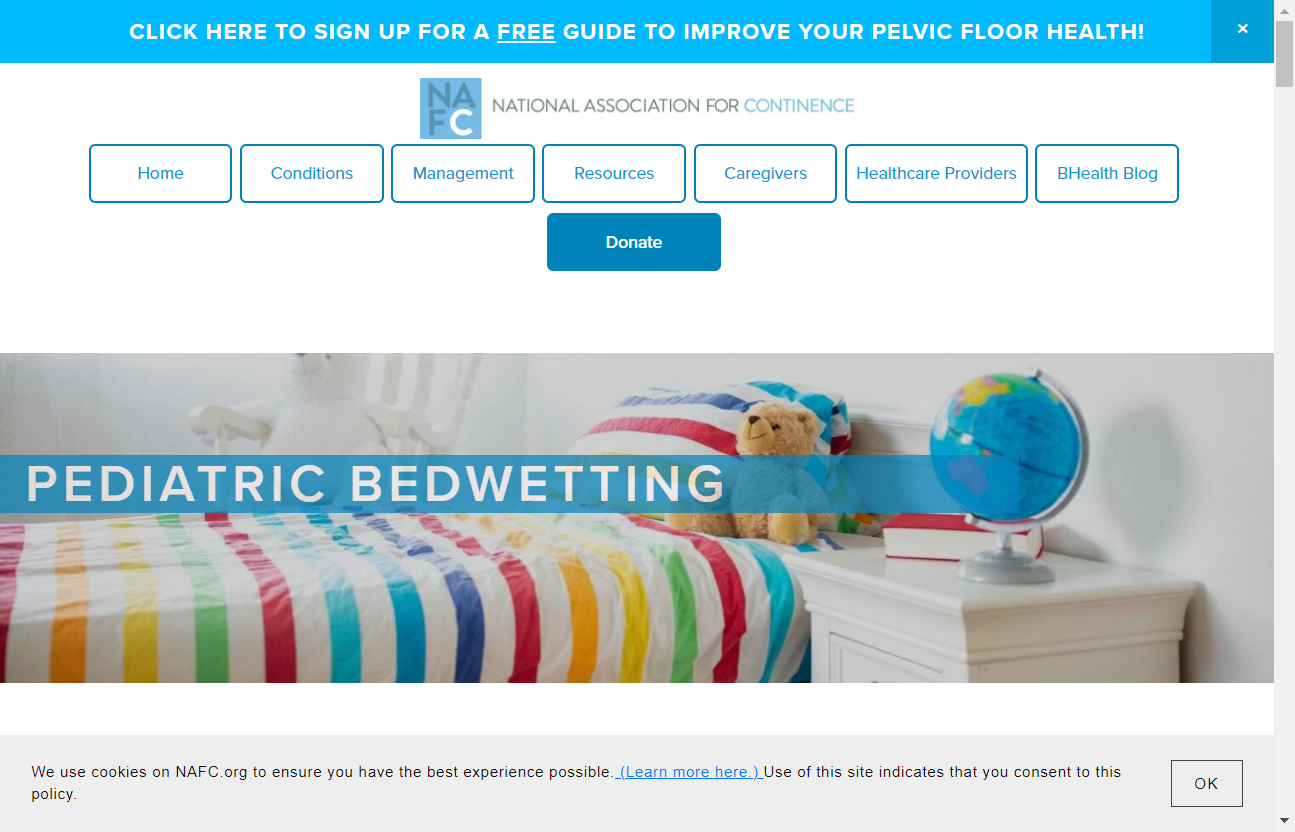 CLICK HERE TO SIGN UP FOR A FREE GUIDE TO IMPROVE YOUR PELVIC FLOOR HEALTH!
×
NAFC NATIONAL ASSOCIATION FOR CONTINENCE
Home Conditions Management Resources Caregivers Healthcare Providers BHealth Blog
Donate
PEDIATRIC BEDWETTING
We use cookies on NAFC.org to ensure you have the best experience possible. (Learn more here.) Use of this site indicates that you consent to this
policy.
OK